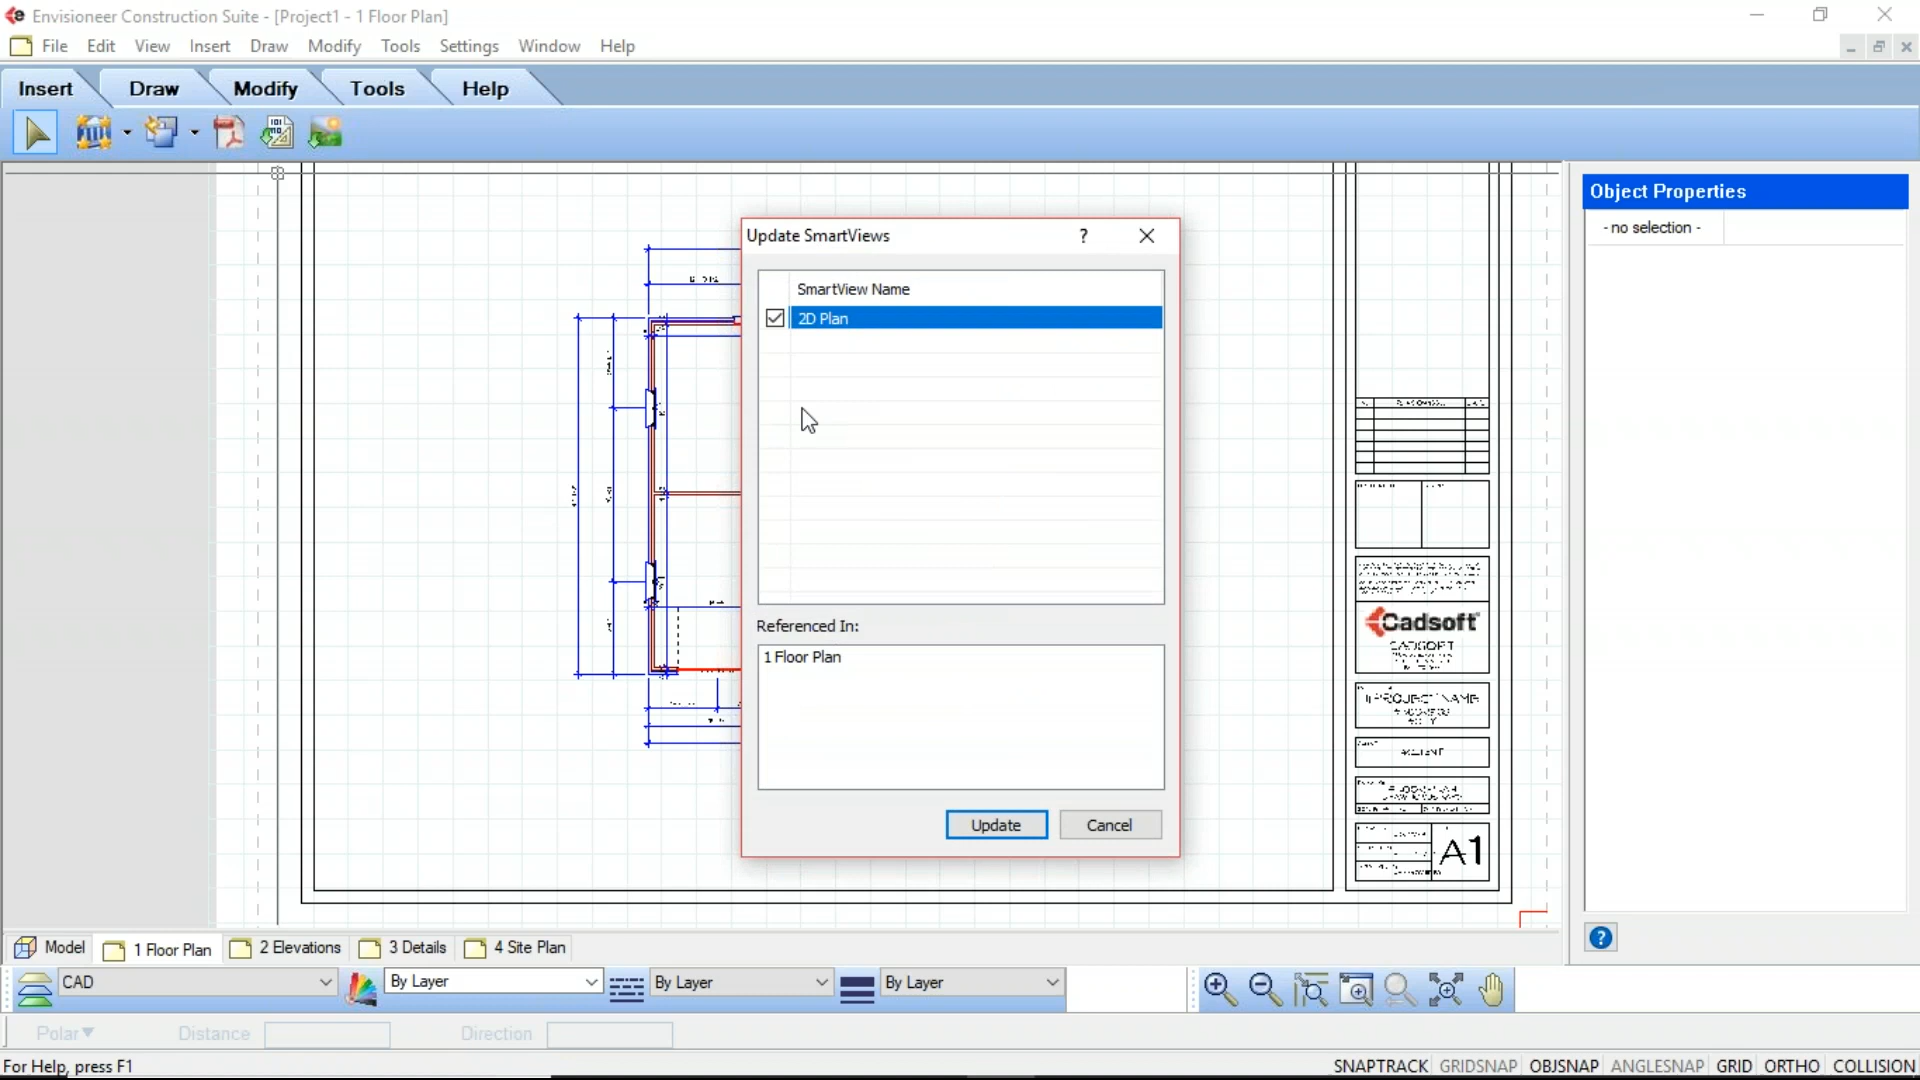 Envisioneer Construction Suite - [Project1 - 1 Floor Plan]
File Edit View Insert Draw Modify Tools Settings Window Help
Insert Draw Modify Tools Help
Object Properties
- no selection -
Update SmartViews ?
SmartView Name
2D Plan
Referenced In:
1 Floor Plan
Update Cancel
Cadsoft
CADSOFT
A1
Model 1 Floor Plan 2 Elevations 3 Details 4 Site Plan
CAD By Layer By Layer By Layer
Polar Distance Direction
For Help, press F1 SNAPTRACK GRIDSNAP OBJSNAP ANGLESNAP GRID ORTHO COLLISION